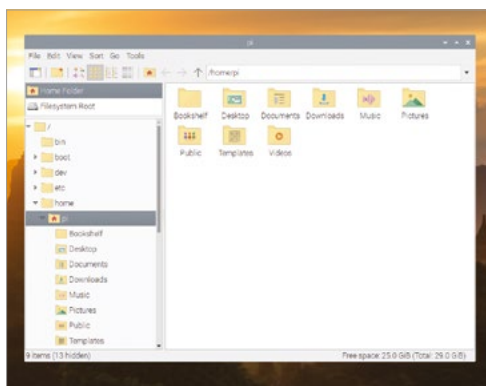 pi
File Edit View Sort Go Tools
/home/pi
Home Folder
Filesystem Root
/
bin
boot
dev
etc
home
pi
Bookshelf
Desktop
Documents
Downloads
Music
Pictures
Public
Templates
Bookshelf Desktop Documents Downloads Music Pictures
Public Templates Videos
9 items (13 hidden)
Free space: 25.0 GiB (Total: 29.0 GiB)